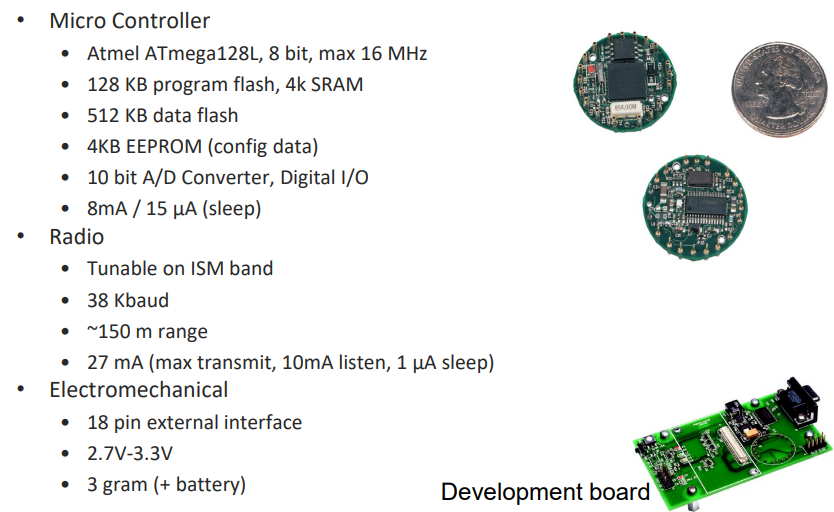 • Micro Controller
• Atmel ATmega128L, 8 bit, max 16 MHz
• 128 KB program flash, 4k SRAM
• 512 KB data flash
• 4KB EEPROM (config data)
• 10 bit A/D Converter, Digital I/O
• 8mA / 15 µA (sleep)
• Radio
• Tunable on ISM band
• 38 Kbaud
• ~150 m range
• 27 mA (max transmit, 10mA listen, 1 µA sleep)
• Electromechanical
• 18 pin external interface
• 2.7V-3.3V
• 3 gram (+ battery)
Development board